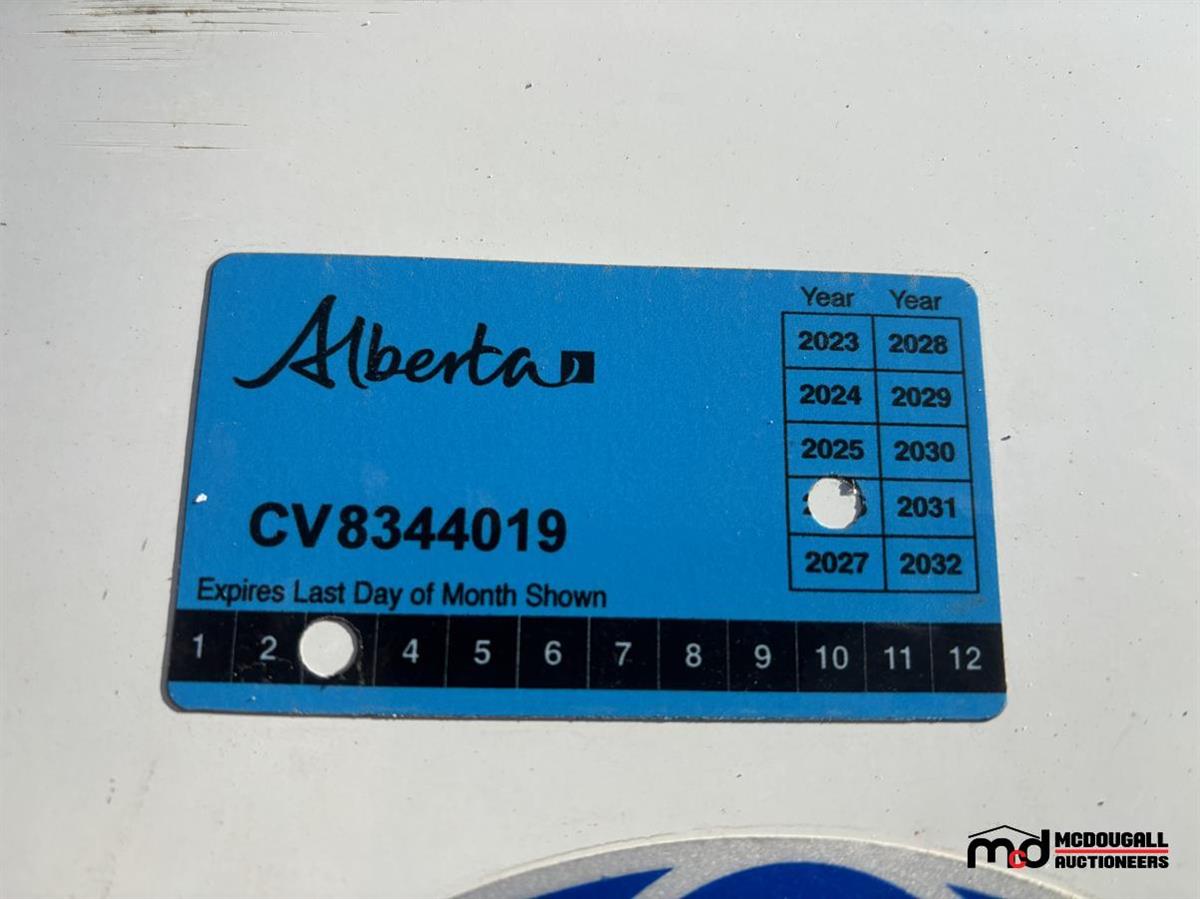 Alberta
Year Year
2023 2028
2024 2029
2025 2030
2031
2027 2032
CV8344019
Expires Last Day of Month Shown
1 2 4 5 6 7 8 9 10 11 12
mcd MCDOUGALL
AUCTIONEERS